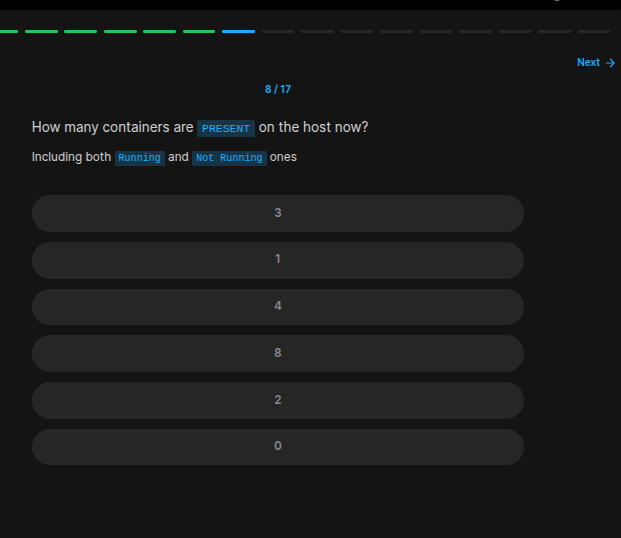 Next →
8 / 17
How many containers are PRESENT on the host now?
Including both Running and Not Running ones
3
1
4
8
2
0